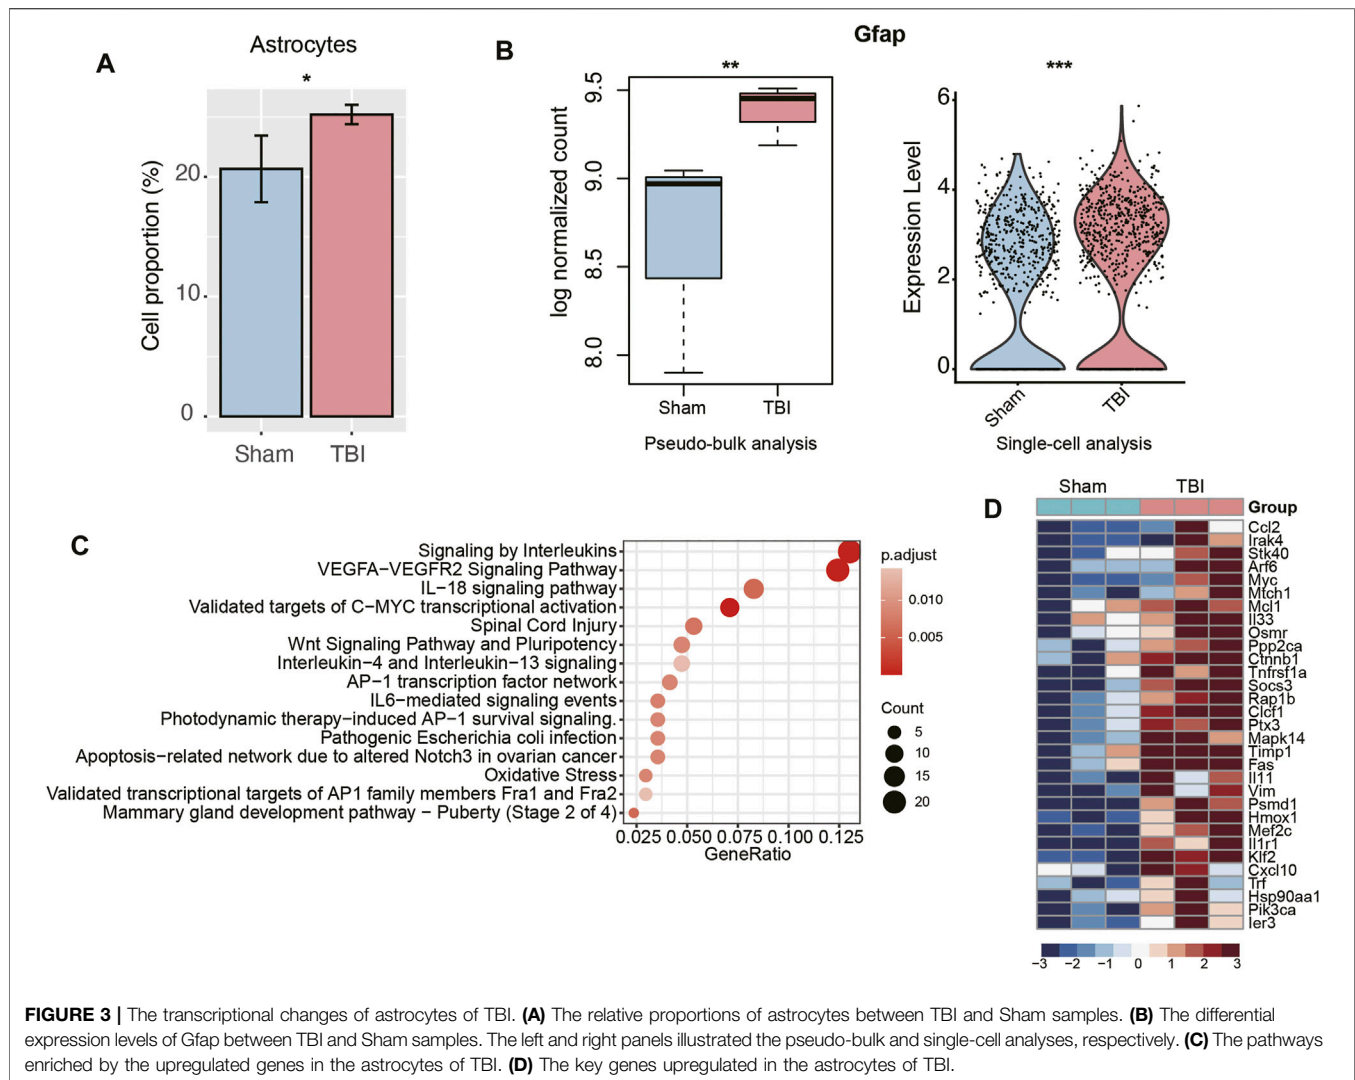 A
Astrocytes
*
Cell proportion (%)
20
10
0
Sham
TBI
B
Gfap
**
log normalized count
9.5
9.0
8.5
8.0
Sham
TBI
Pseudo-bulk analysis
***
Expression Level
6
4
2
0
Sham
TBI
Single-cell analysis
C
Signaling by Interleukins
VEGFA−VEGFR2 Signaling Pathway
IL−18 signaling pathway
Validated targets of C−MYC transcriptional activation
Spinal Cord Injury
Wnt Signaling Pathway and Pluripotency
Interleukin−4 and Interleukin−13 signaling
AP−1 transcription factor network
IL6−mediated signaling events
Photodynamic therapy−induced AP−1 survival signaling.
Pathogenic Escherichia coli infection
Apoptosis−related network due to altered Notch3 in ovarian cancer
Oxidative Stress
Validated transcriptional targets of AP1 family members Fra1 and Fra2
Mammary gland development pathway − Puberty (Stage 2 of 4)
0.025 0.050 0.075 0.100 0.125
GeneRatio
p.adjust
0.010
0.005
Count
5
10
15
20
D
Sham TBI
Group
Ccl2
Irak4
Stk40
Arf6
Myc
Mtch1
Mcl1
Il33
Osmr
Ppp2ca
Ctnnb1
Tnfrsf1a
Socs3
Rap1b
Clcf1
Ptx3
Mapk14
Timp1
Fas
Il11
Vim
Psmd1
Hmox1
Mef2c
Il1r1
Klf2
Cxcl10
Trf
Hsp90aa1
Pik3ca
Ier3
−3 −2 −1 0 1 2 3
FIGURE 3 | The transcriptional changes of astrocytes of TBI. (A) The relative proportions of astrocytes between TBI and Sham samples. (B) The differential
expression levels of Gfap between TBI and Sham samples. The left and right panels illustrated the pseudo-bulk and single-cell analyses, respectively. (C) The pathways
enriched by the upregulated genes in the astrocytes of TBI. (D) The key genes upregulated in the astrocytes of TBI.